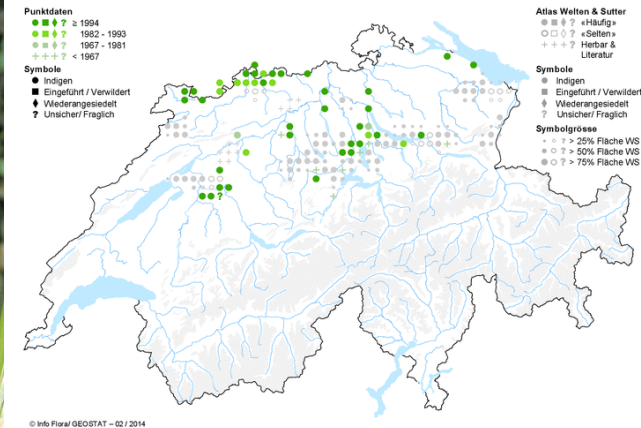 Punktdaten
? ≥ 1994
? 1982 - 1993
? 1967 - 1981
< 1967
Symbole
Indigen
Eingeführt / Verwildert
Wiederangesiedelt
? Unsicher/ Fraglich
Atlas Welten & Sutter
? «Häufig»
? «Selten»
+ + + ? Herbar &
Literatur
Symbole
Indigen
Eingeführt / Verwildert
Wiederangesiedelt
? Unsicher/ Fraglich
Symbolgrösse
? > 25% Fläche WS
? > 50% Fläche WS
? > 75% Fläche WS
?
© Info Flora/ GEOSTAT – 02 / 2014